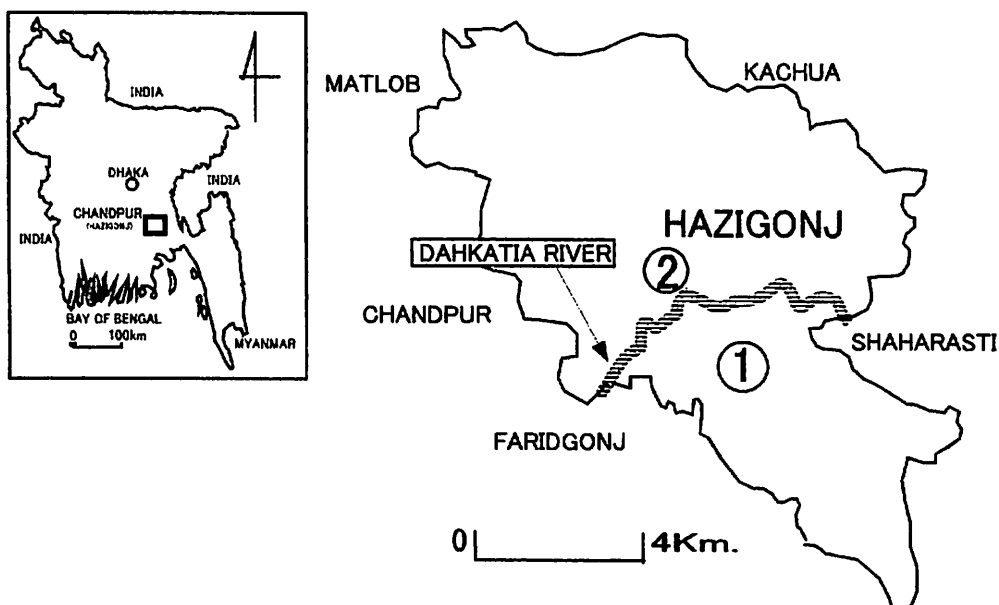 INDIA
DHAKA
INDIA
CHANDPUR
(HAZIGONJ)
INDIA
BAY OF BENGAL
0 100km
MYANMAR
MATLOB
KACHUA
HAZIGONJ
DAHKATIA RIVER
②
CHANDPUR
SHAHARASTI
①
FARIDGONJ
0 4Km.